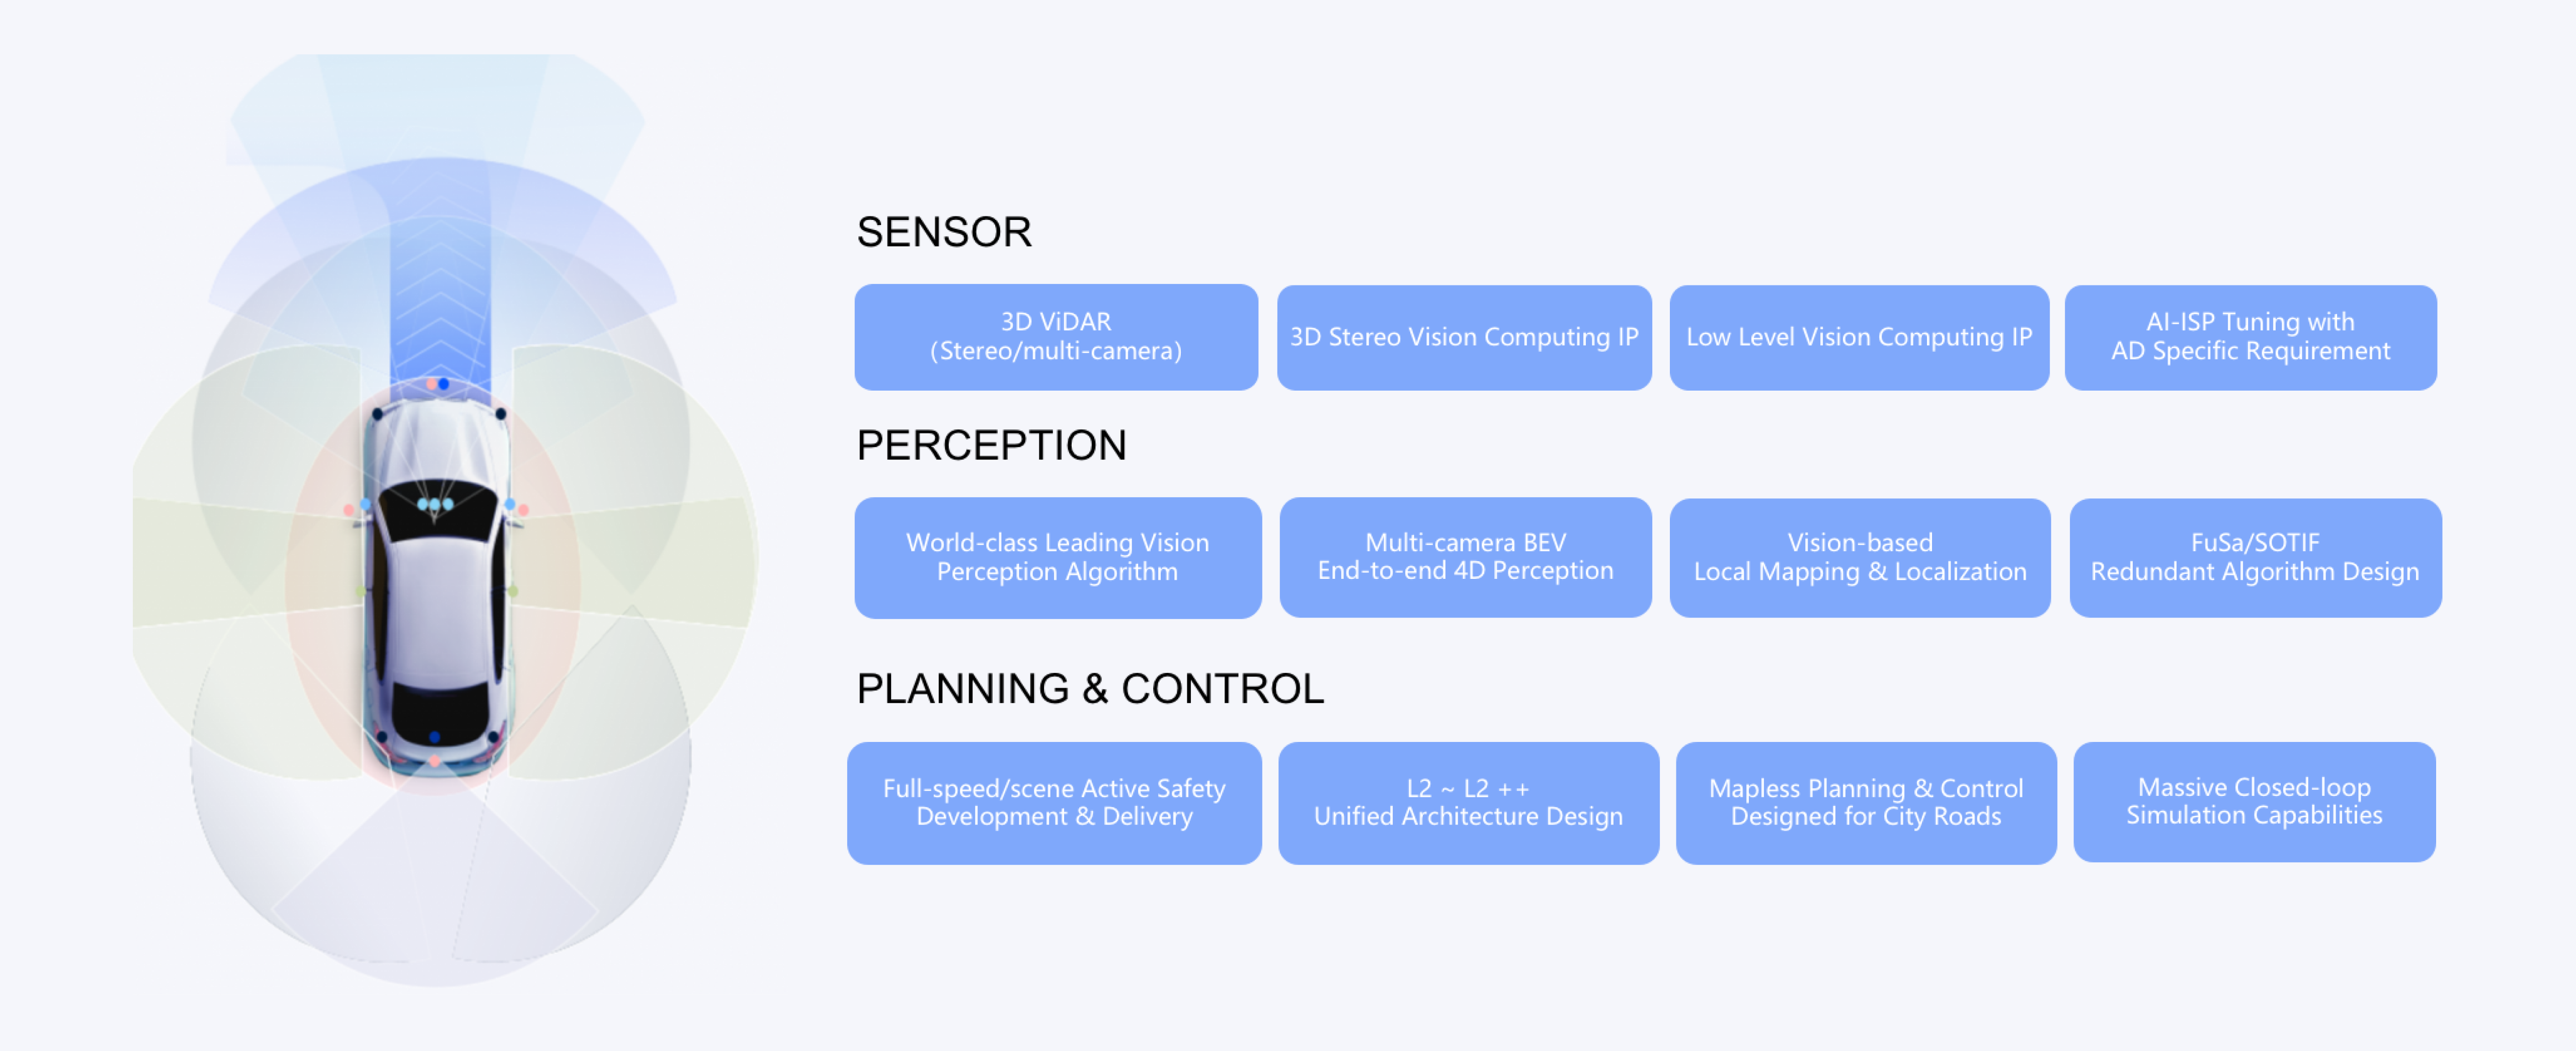 SENSOR
3D ViDAR
(Stereo/multi-camera)
3D Stereo Vision Computing IP
Low Level Vision Computing IP
AI-ISP Tuning with
AD Specific Requirement
PERCEPTION
World-class Leading Vision
Perception Algorithm
Multi-camera BEV
End-to-end 4D Perception
Vision-based
Local Mapping & Localization
FuSa/SOTIF
Redundant Algorithm Design
PLANNING & CONTROL
Full-speed/scene Active Safety
Development & Delivery
L2 ~ L2 ++
Unified Architecture Design
Mapless Planning & Control
Designed for City Roads
Massive Closed-loop
Simulation Capabilities